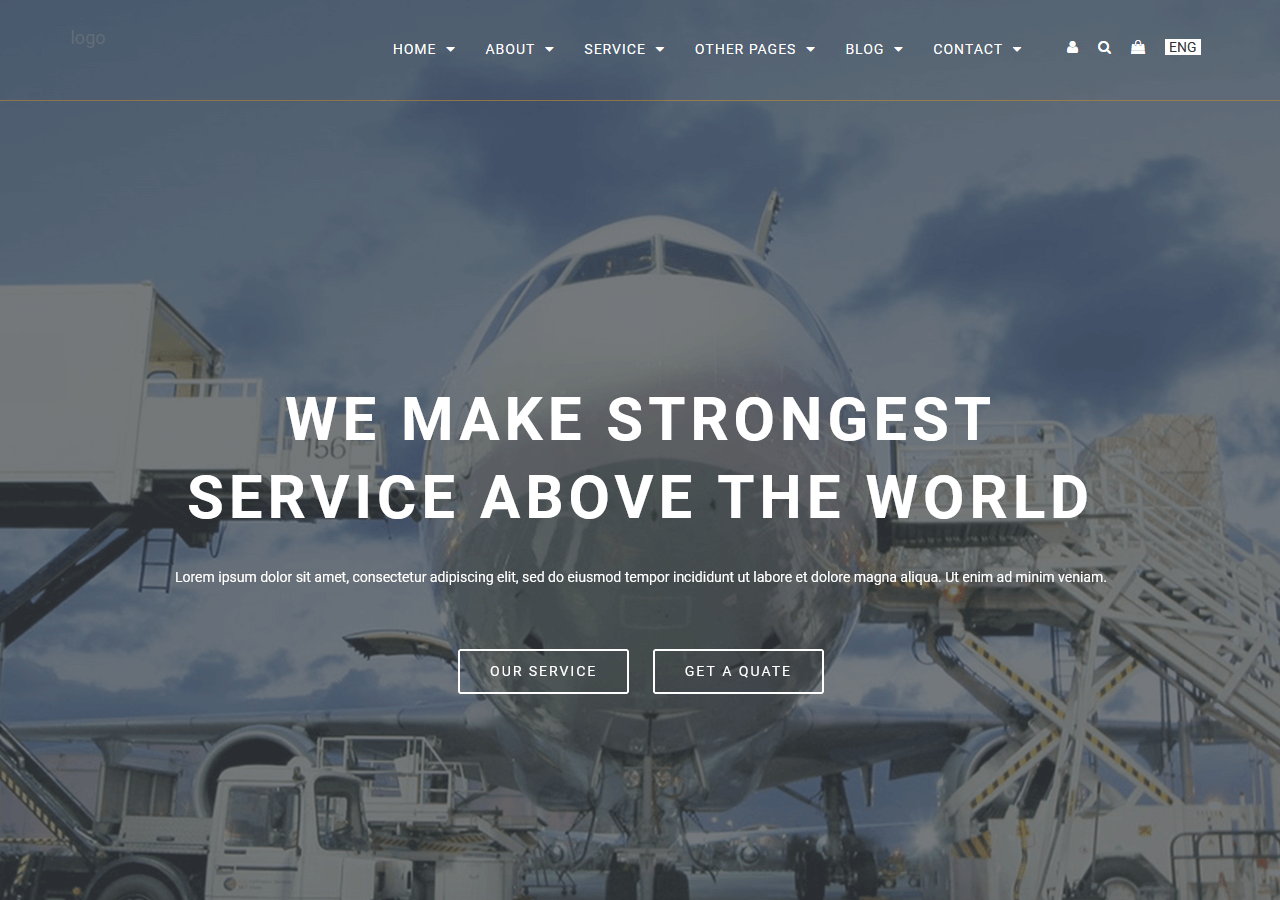 logo
HOME ABOUT SERVICE OTHER PAGES BLOG CONTACT ENG
156
WE MAKE STRONGEST
SERVICE ABOVE THE WORLD
Lorem ipsum dolor sit amet, consectetur adipiscing elit, sed do eiusmod tempor incididunt ut labore et dolore magna aliqua. Ut enim ad minim veniam.
OUR SERVICE GET A QUATE